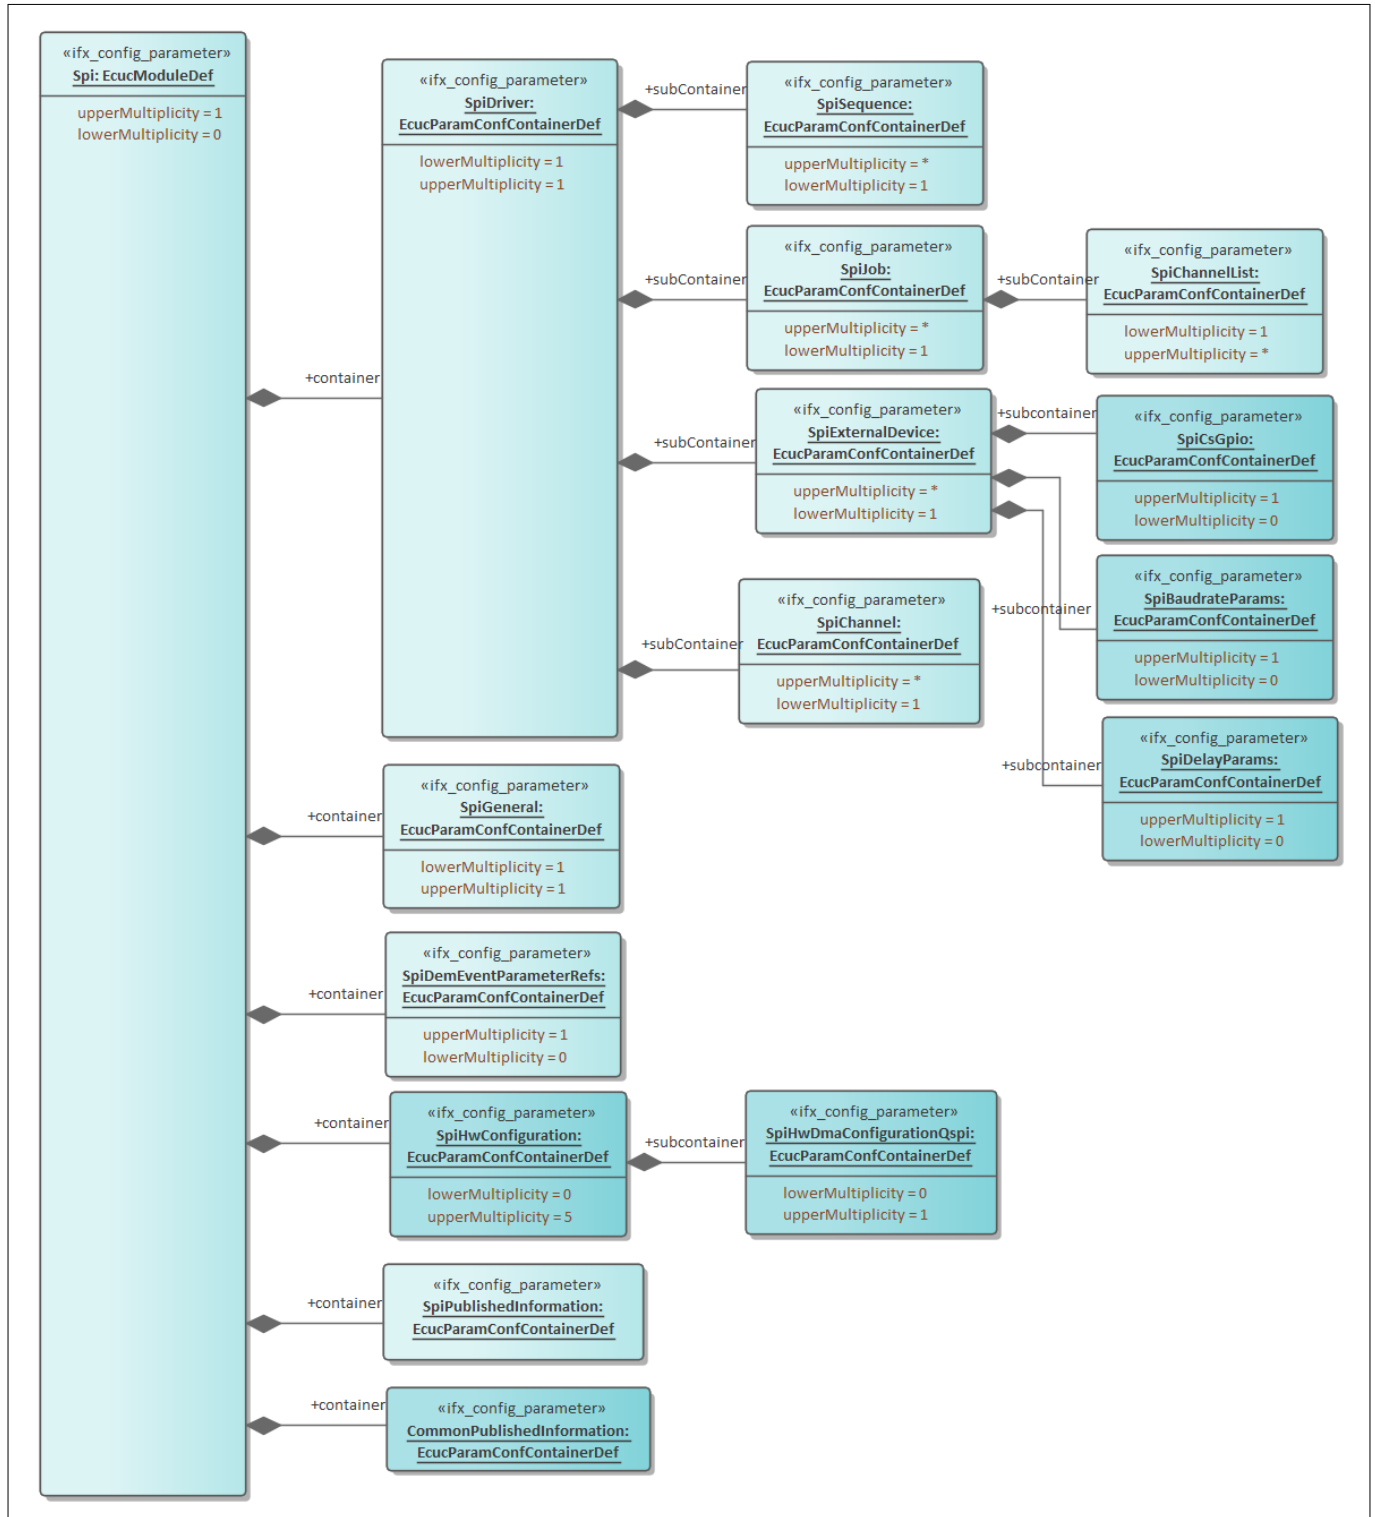 «ifx_config_parameter»
Spi: EcucModuleDef
upperMultiplicity = 1
lowerMultiplicity = 0
+container
«ifx_config_parameter»
SpiDriver:
EcucParamConfContainerDef
lowerMultiplicity = 1
upperMultiplicity = 1
+subContainer
«ifx_config_parameter»
SpiSequence:
EcucParamConfContainerDef
upperMultiplicity = *
lowerMultiplicity = 1
+subContainer
«ifx_config_parameter»
SpiJob:
EcucParamConfContainerDef
upperMultiplicity = *
lowerMultiplicity = 1
+subContainer
«ifx_config_parameter»
SpiChannelList:
EcucParamConfContainerDef
lowerMultiplicity = 1
upperMultiplicity = *
+subContainer
«ifx_config_parameter»
SpiExternalDevice:
EcucParamConfContainerDef
upperMultiplicity = *
lowerMultiplicity = 1
+subcontainer
«ifx_config_parameter»
SpiCsGpio:
EcucParamConfContainerDef
upperMultiplicity = 1
lowerMultiplicity = 0
+subcontainer
«ifx_config_parameter»
SpiBaudrateParams:
EcucParamConfContainerDef
upperMultiplicity = 1
lowerMultiplicity = 0
+subcontainer
«ifx_config_parameter»
SpiDelayParams:
EcucParamConfContainerDef
upperMultiplicity = 1
lowerMultiplicity = 0
+subContainer
«ifx_config_parameter»
SpiChannel:
EcucParamConfContainerDef
upperMultiplicity = *
lowerMultiplicity = 1
+container
«ifx_config_parameter»
SpiGeneral:
EcucParamConfContainerDef
lowerMultiplicity = 1
upperMultiplicity = 1
+container
«ifx_config_parameter»
SpiDemEventParameterRefs:
EcucParamConfContainerDef
upperMultiplicity = 1
lowerMultiplicity = 0
+container
«ifx_config_parameter»
SpiHwConfiguration:
EcucParamConfContainerDef
lowerMultiplicity = 0
upperMultiplicity = 5
+subcontainer
«ifx_config_parameter»
SpiHwDmaConfigurationQspi:
EcucParamConfContainerDef
lowerMultiplicity = 0
upperMultiplicity = 1
+container
«ifx_config_parameter»
SpiPublishedInformation:
EcucParamConfContainerDef
+container
«ifx_config_parameter»
CommonPublishedInformation:
EcucParamConfContainerDef